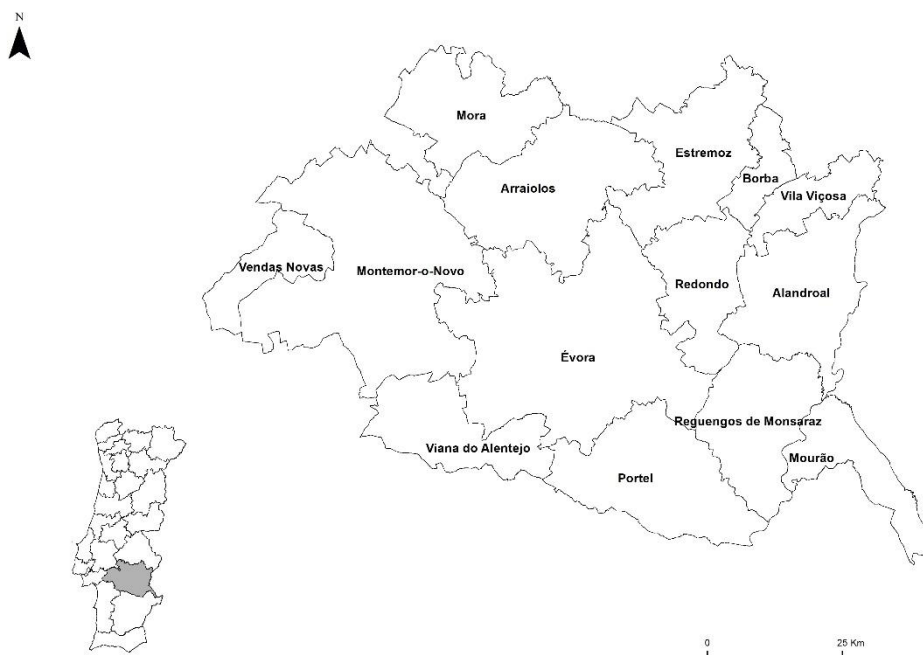 N
Mora
Estremoz
Borba
Arraiolos
Vila Viçosa
Vendas Novas
Montemor-o-Novo
Redondo
Alandroal
Évora
Reguengos de Monsaraz
Viana do Alentejo
Mourão
Portel
0 25 Km